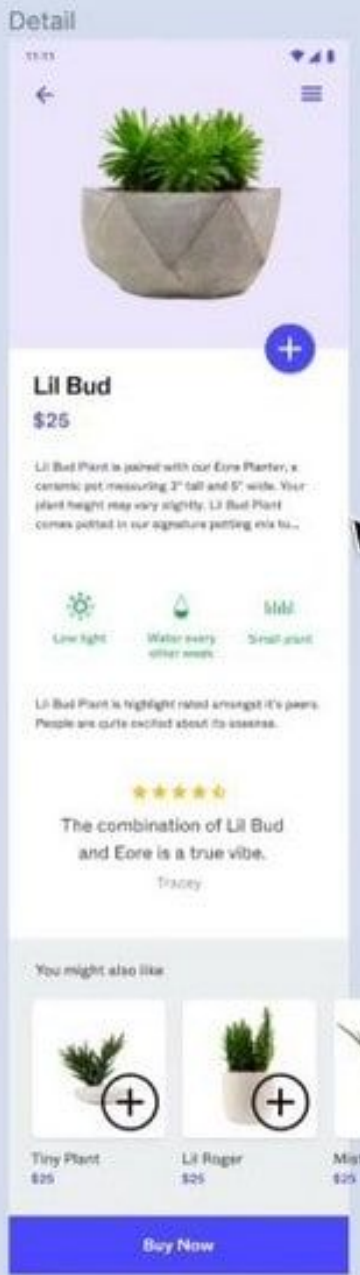 Detail
11:11
Lil Bud
$25
Lil Bud Plant is paired with our Eore Planter, a
ceramic pot measuring 3" tall and 5" wide. Your
plant height may vary slightly. Lil Bud Plant
comes potted in our signature potting mix to...
Low light
Water every
other week
Small plant
Lil Bud Plant is highlight rated amongst it's peers.
People are quite excited about its essense.
The combination of Lil Bud
and Eore is a true vibe.
Tracey
You might also like
Tiny Plant
$25
Lil Roger
$25
Mis
$25
Buy Now